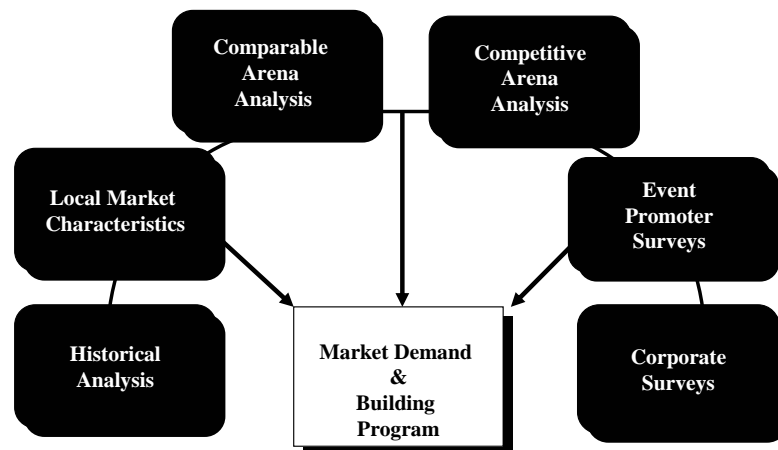 Comparable
Arena
Analysis
Competitive
Arena
Analysis
Local Market
Characteristics
Event
Promoter
Surveys
Historical
Analysis
Market Demand
&
Building
Program
Corporate
Surveys